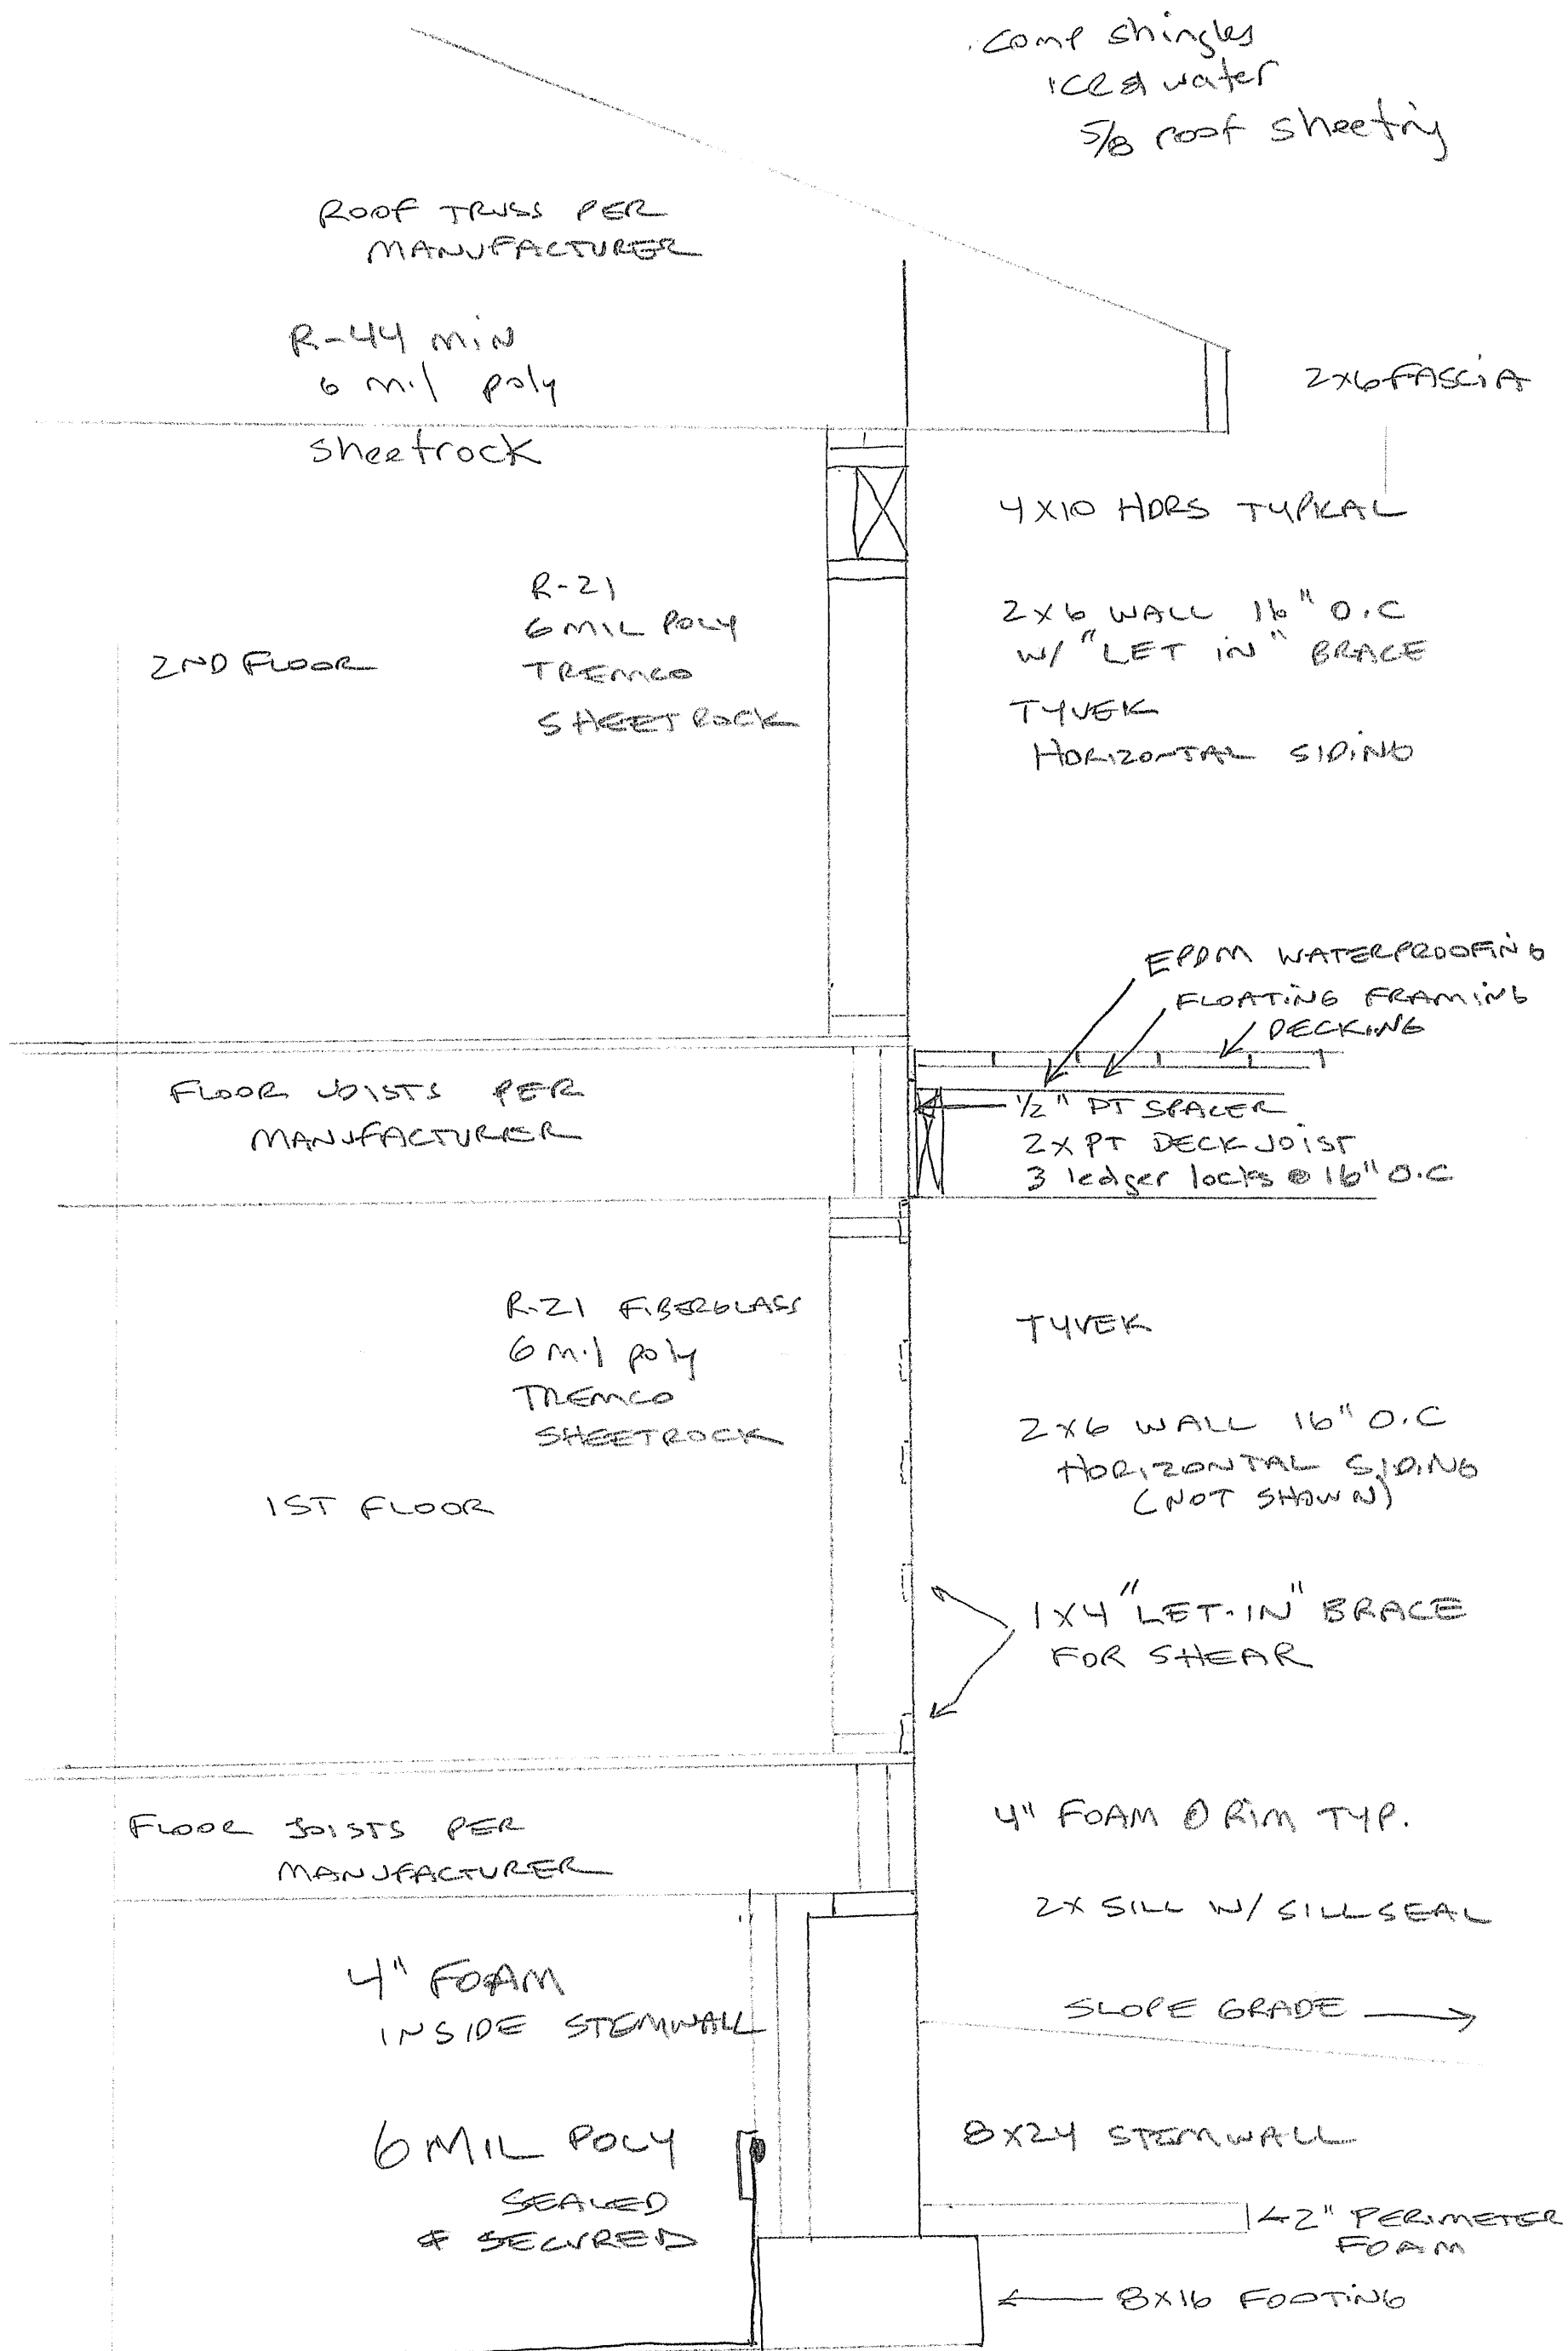 comp shingles
ice & water
5/8 roof sheeting
ROOF TRUSS PER
MANUFACTURER
R-44 min
6 mil poly
sheetrock
2x6 FASCIA
4X10 HDRS TYPICAL
R-21
6 MIL POLY
TREMCO
SHEETROCK
2ND FLOOR
2X6 WALL 16" O.C
W/ "LET IN" BRACE
TYVEK
HORIZONTAL SIDING
EPDM WATERPROOFING
FLOATING FRAMING
DECKING
FLOOR JOISTS PER
MANUFACTURER
1/2" PT SPACER
2x PT DECK JOIST
3 ledger locks @ 16" O.C
R-21 FIBERGLASS
6 mil poly
TREMCO
SHEETROCK
1ST FLOOR
TYVEK
2x6 WALL 16" O.C
HORIZONTAL SIDING
(NOT SHOWN)
1X4 "LET-IN" BRACE
FOR SHEAR
FLOOR JOISTS PER
MANUFACTURER
4" FOAM @ RIM TYP.
2X SILL W/ SILLSEAL
4" FOAM
INSIDE STEMWALL
SLOPE GRADE
6 MIL POLY
SEALED
& SECURED
8X24 STEMWALL
2" PERIMETER
FOAM
8X16 FOOTING